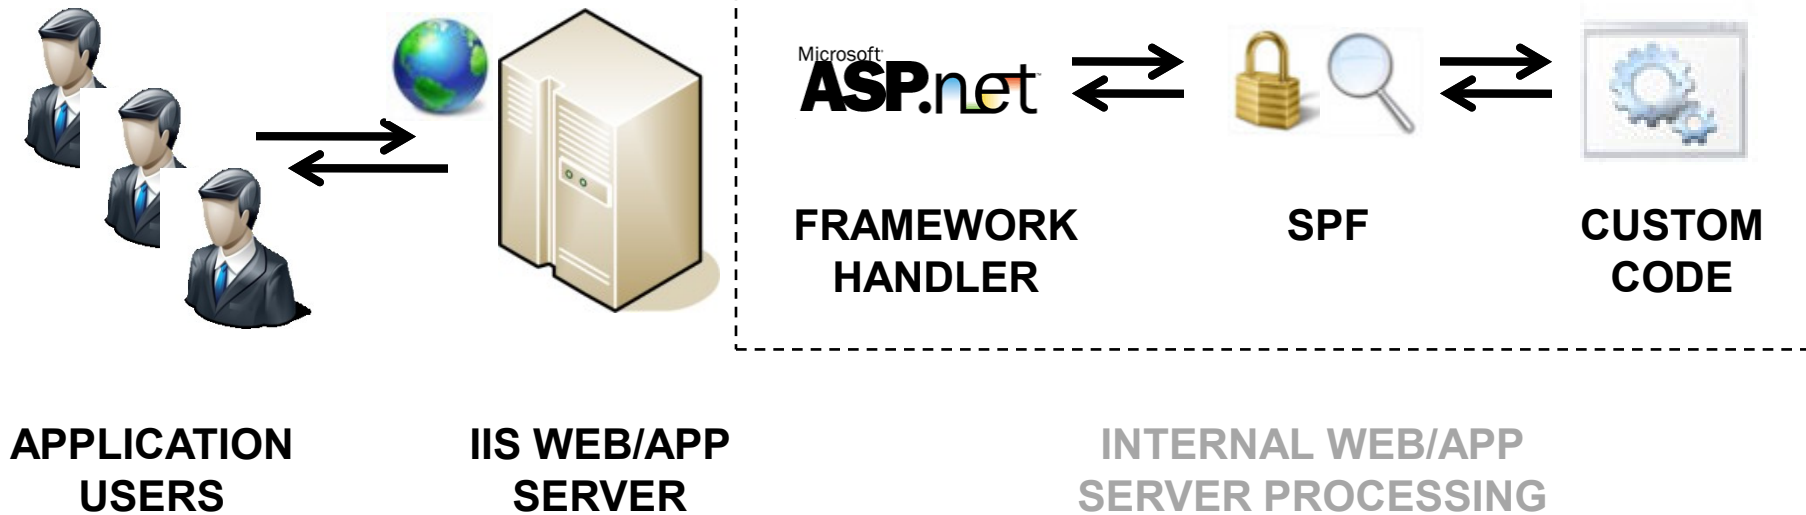 Microsoft
ASP.net
FRAMEWORK
HANDLER
SPF
CUSTOM
CODE
APPLICATION
USERS
IIS WEB/APP
SERVER
INTERNAL WEB/APP
SERVER PROCESSING